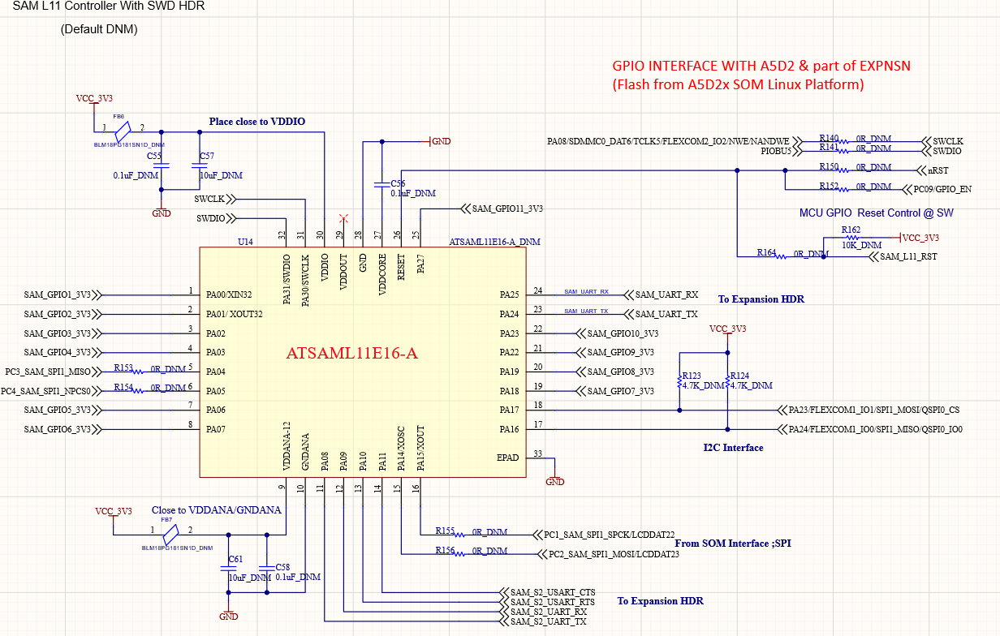 SAM L11 Controller With SWD HDR
(Default DNM)
GPIO INTERFACE WITH A5D2 & part of EXPNSN
(Flash from A5D2x SOM Linux Platform)
VCC_3V3
FB6
1 2
BLM18PG181SN1D_DNM
Place close to VDDIO
C55
0.1uF_DNM
C57
10uF_DNM
GND
SWCLK
SWDIO
GND
C56
0.1uF_DNM
SAM_GPIO11_3V3
PA08/SDMMC0_DAT6/TCLK5/FLEXCOM2_IO2/NWE/NANDWE R140 0R_DNM SWCLK
PIOBU5 R141 0R_DNM SWDIO
R150 0R_DNM nRST
R152 0R_DNM PC09/GPIO_EN
MCU GPIO Reset Control @ SW
R162
10K_DNM
VCC_3V3
R164 0R_DNM SAM_L11_RST
U14
ATSAML11E16-A_DNM
32 31 30 29 28 27 26 25
PA31/SWDIO
PA30/SWCLK
VDDIO
VDDOUT
GND
VDDCORE
RESET
PA27
SAM_GPIO1_3V3 1 PA00/XIN32
SAM_GPIO2_3V3 2 PA01/ XOUT32
SAM_GPIO3_3V3 3 PA02
SAM_GPIO4_3V3 4 PA03
PC3_SAM_SPI1_MISO R153 0R_DNM 5 PA04
PC4_SAM_SPI1_NPCS0 R154 0R_DNM 6 PA05
SAM_GPIO5_3V3 7 PA06
SAM_GPIO6_3V3 8 PA07
ATSAML11E16-A
PA25 24 SAM_UART_RX SAM_UART_RX
PA24 23 SAM_UART_TX SAM_UART_TX
To Expansion HDR
PA23 22 SAM_GPIO10_3V3
PA22 21 SAM_GPIO9_3V3
PA19 20 SAM_GPIO8_3V3
PA18 19 SAM_GPIO7_3V3
PA17 18 PA23/FLEXCOM1_IO1/SPI1_MOSI/QSPI0_CS
PA16 17 PA24/FLEXCOM1_IO0/SPI1_MISO/QSPI0_IO0
VCC_3V3
R123
4.7K_DNM
R124
4.7K_DNM
I2C Interface
EPAD 33
GND
VDDANA-12
GNDANA
PA08
PA09
PA10
PA11
PA14/XOSC
PA15/XOUT
9 10 11 12 13 14 15 16
VCC_3V3
Close to VDDANA/GNDANA
FB7
1 2
BLM18PG181SN1D_DNM
C61
10uF_DNM
C58
0.1uF_DNM
GND
R155 0R_DNM PC1_SAM_SPI1_SPCK/LCDDAT22
R156 0R_DNM PC2_SAM_SPI1_MOSI/LCDDAT23
From SOM Interface ;SPI
SAM_S2_USART_CTS
SAM_S2_USART_RTS
SAM_S2_UART_RX
SAM_S2_UART_TX
To Expansion HDR